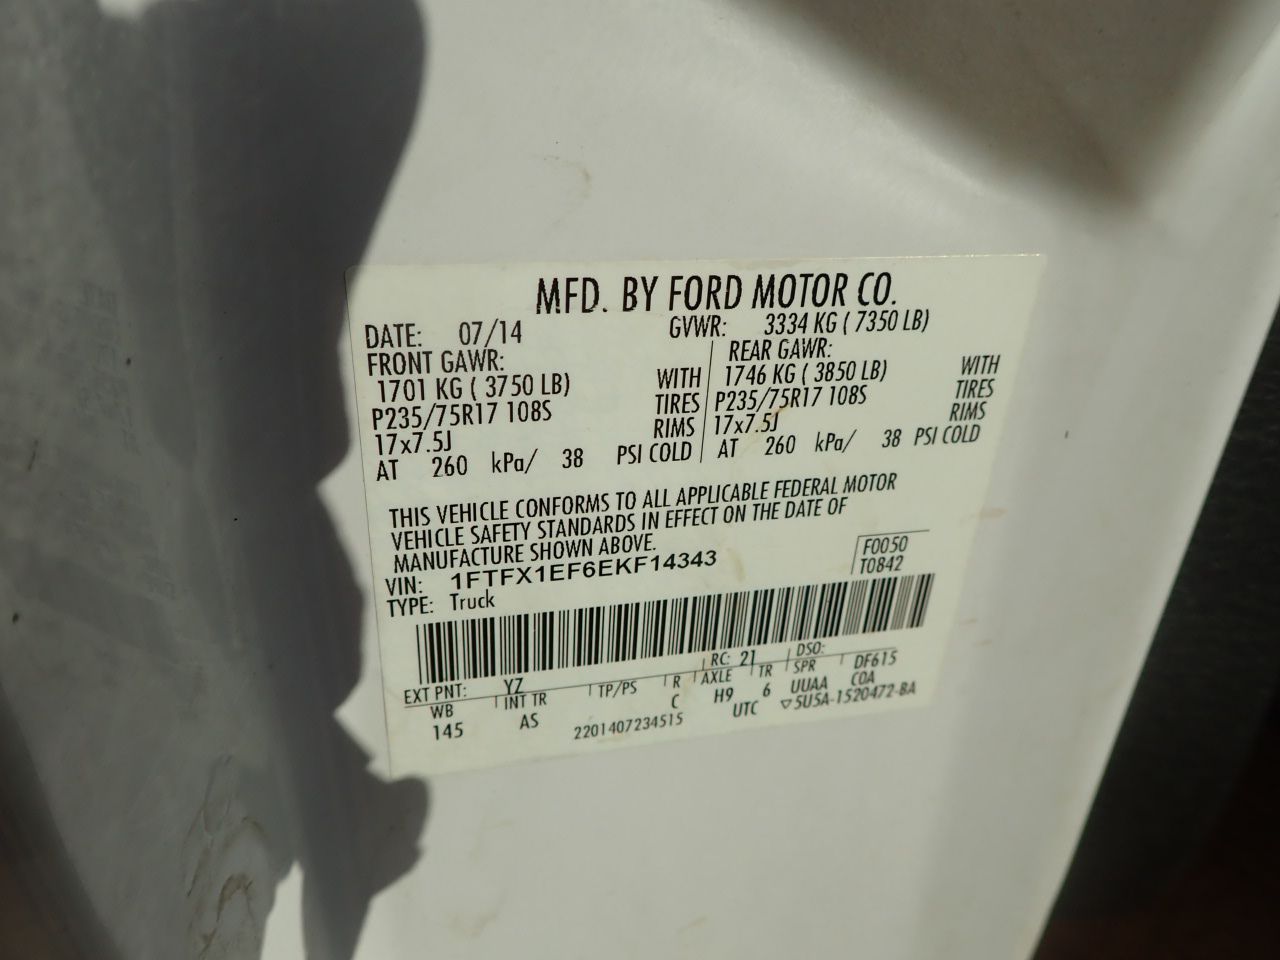 MFD. BY FORD MOTOR CO.
DATE: 07/14 GVWR: 3334 KG ( 7350 LB)
FRONT GAWR: REAR GAWR:
1701 KG ( 3750 LB) WITH 1746 KG ( 3850 LB) WITH
P235/75R17 108S TIRES P235/75R17 108S TIRES
17x7.5J RIMS 17x7.5J RIMS
AT 260 kPa/ 38 PSI COLD AT 260 kPa/ 38 PSI COLD
THIS VEHICLE CONFORMS TO ALL APPLICABLE FEDERAL MOTOR
VEHICLE SAFETY STANDARDS IN EFFECT ON THE DATE OF
MANUFACTURE SHOWN ABOVE.
VIN: 1FTFX1EF6EKF14343 F0050
TYPE: Truck T0842
EXT PNT: YZ RC: 21 DSO:
WB INT TR TP/PS R AXLE TR SPR DF615
145 AS C H9 6 UUAA COA
2201407234515 UTC ▽5U5A-1520472-BA